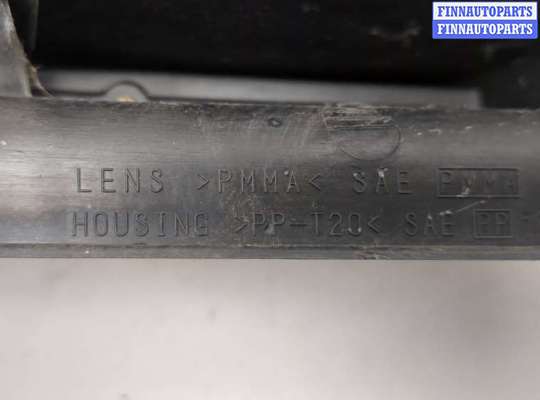 FINNAUTOPARTS
FINNAUTOPARTS
LENS >PMMA< SAE PMMA
HOUSING >PP-T20< SAE PP